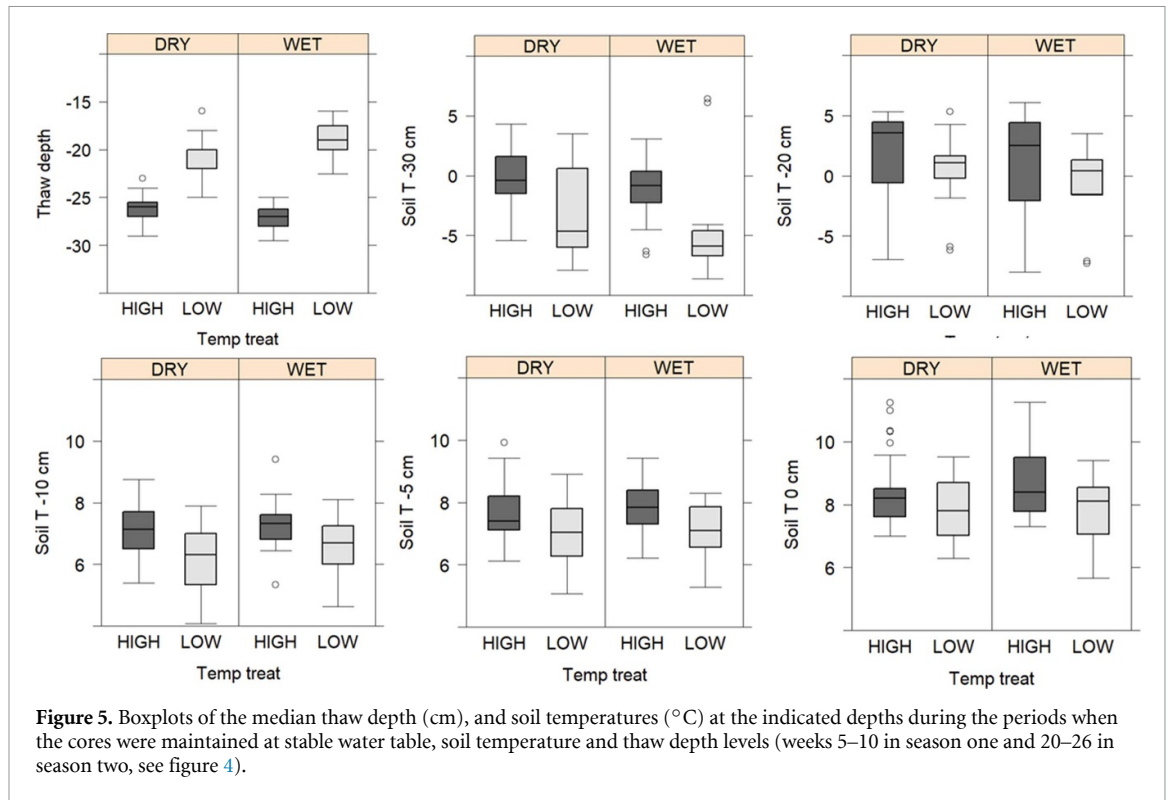 DRY WET
Thaw depth
-15
-20
-25
-30
HIGH LOW HIGH LOW
Temp treat
DRY WET
Soil T -30 cm
5
0
-5
HIGH LOW HIGH LOW
DRY WET
Soil T -20 cm
5
0
-5
HIGH LOW HIGH LOW
DRY WET
Soil T -10 cm
10
8
6
HIGH LOW HIGH LOW
Temp treat
DRY WET
Soil T -5 cm
10
8
6
HIGH LOW HIGH LOW
Temp treat
DRY WET
Soil T 0 cm
10
8
6
HIGH LOW HIGH LOW
Temp treat
Figure 5. Boxplots of the median thaw depth (cm), and soil temperatures (°C) at the indicated depths during the periods when
the cores were maintained at stable water table, soil temperature and thaw depth levels (weeks 5–10 in season one and 20–26 in
season two, see figure 4).